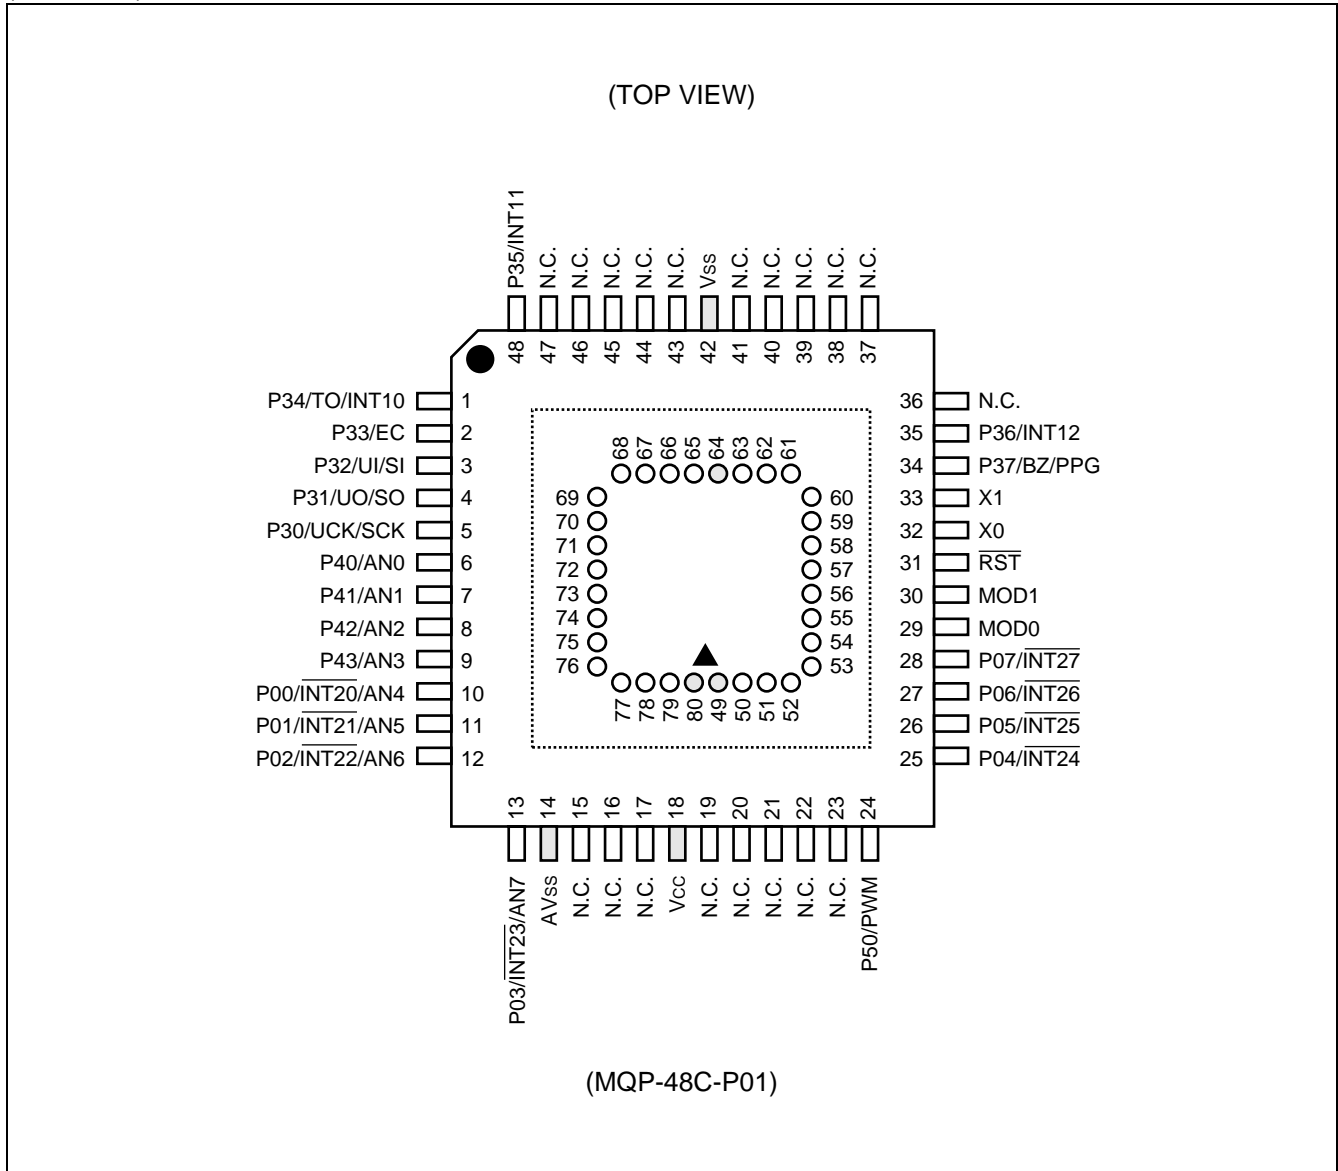 (TOP VIEW)
P35/INT11
N.C.
N.C.
N.C.
N.C.
N.C.
Vss
N.C.
N.C.
N.C.
N.C.
N.C.
48
47
46
45
44
43
42
41
40
39
38
37
P34/TO/INT10 1
P33/EC 2
P32/UI/SI 3
P31/UO/SO 4
P30/UCK/SCK 5
P40/AN0 6
P41/AN1 7
P42/AN2 8
P43/AN3 9
P00/INT20/AN4 10
P01/INT21/AN5 11
P02/INT22/AN6 12
68
67
66
65
64
63
62
61
69
70
71
72
73
74
75
76
60
59
58
57
56
55
54
53
77
78
79
80
49
50
51
52
36 N.C.
35 P36/INT12
34 P37/BZ/PPG
33 X1
32 X0
31 RST
30 MOD1
29 MOD0
28 P07/INT27
27 P06/INT26
26 P05/INT25
25 P04/INT24
13
14
15
16
17
18
19
20
21
22
23
24
P03/INT23/AN7
AVss
N.C.
N.C.
N.C.
Vcc
N.C.
N.C.
N.C.
N.C.
N.C.
P50/PWM
(MQP-48C-P01)